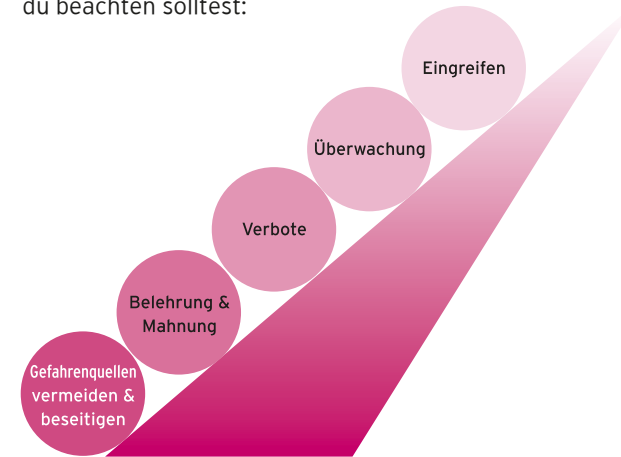 du beachten solltest:
Eingreifen
Überwachung
Verbote
Belehrung &
Mahnung
Gefahrenquellen
vermeiden &
beseitigen